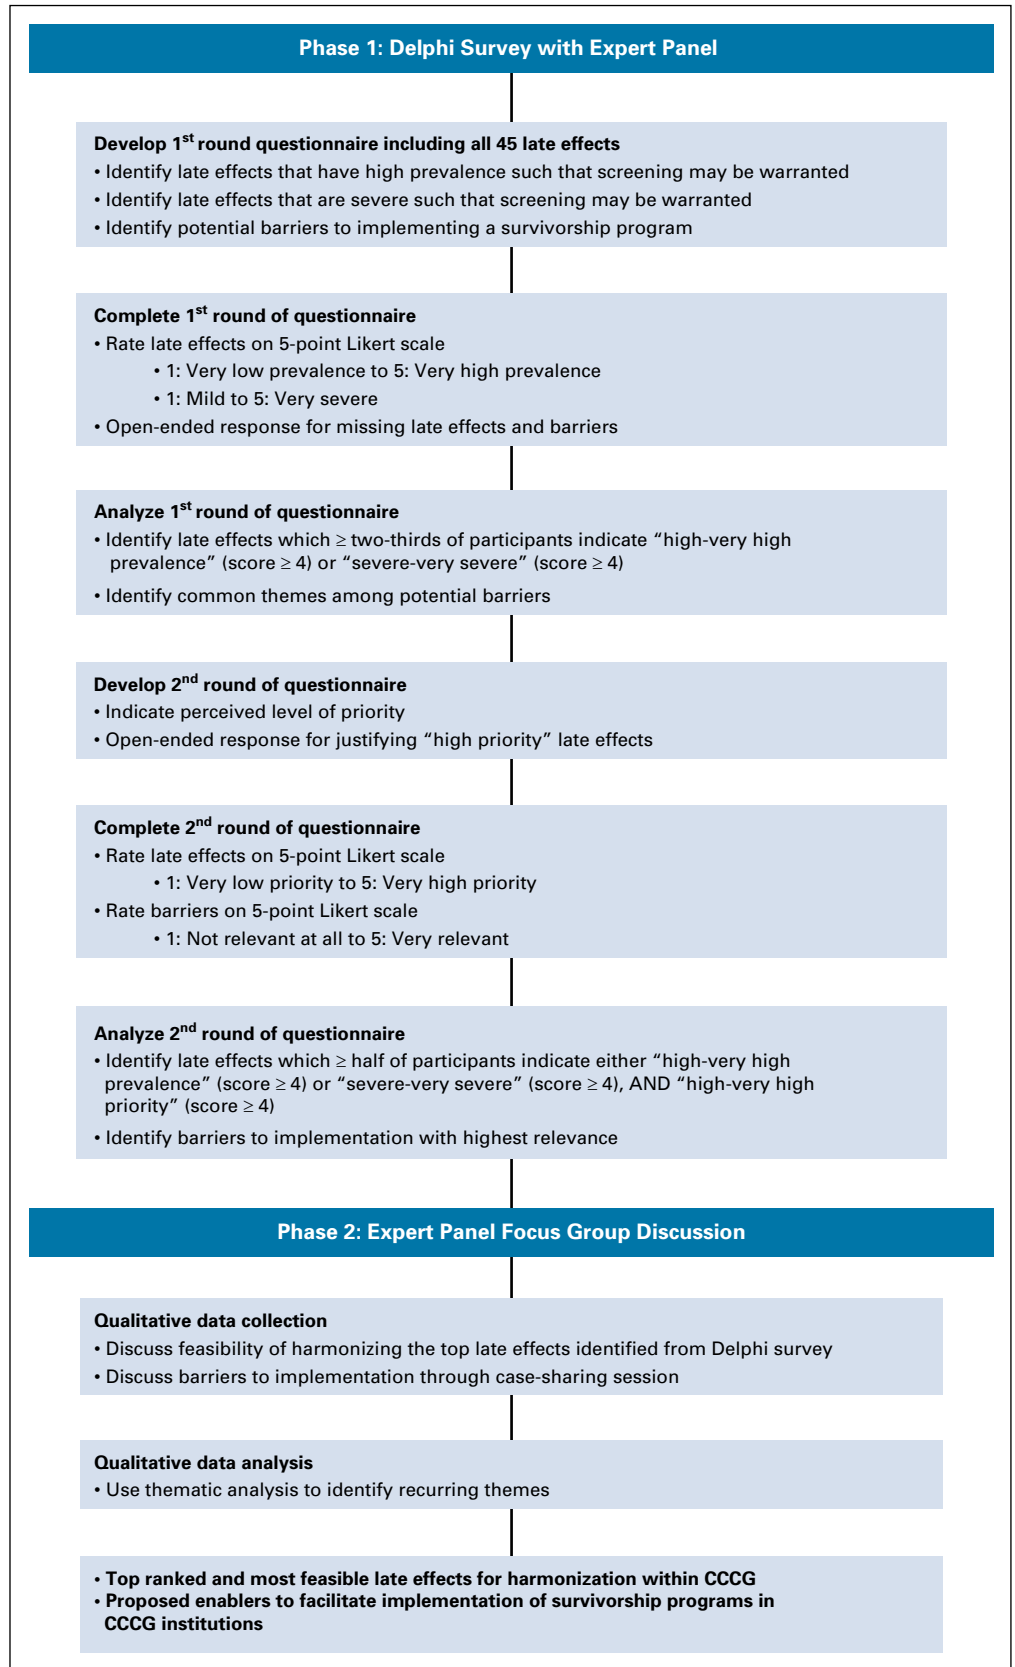 Phase 1: Delphi Survey with Expert Panel
Develop 1st round questionnaire including all 45 late effects
• Identify late effects that have high prevalence such that screening may be warranted
• Identify late effects that are severe such that screening may be warranted
• Identify potential barriers to implementing a survivorship program
Complete 1st round of questionnaire
• Rate late effects on 5-point Likert scale
• 1: Very low prevalence to 5: Very high prevalence
• 1: Mild to 5: Very severe
• Open-ended response for missing late effects and barriers
Analyze 1st round of questionnaire
• Identify late effects which ≥ two-thirds of participants indicate “high-very high
prevalence” (score ≥ 4) or “severe-very severe” (score ≥ 4)
• Identify common themes among potential barriers
Develop 2nd round of questionnaire
• Indicate perceived level of priority
• Open-ended response for justifying “high priority” late effects
Complete 2nd round of questionnaire
• Rate late effects on 5-point Likert scale
• 1: Very low priority to 5: Very high priority
• Rate barriers on 5-point Likert scale
• 1: Not relevant at all to 5: Very relevant
Analyze 2nd round of questionnaire
• Identify late effects which ≥ half of participants indicate either “high-very high
prevalence” (score ≥ 4) or “severe-very severe” (score ≥ 4), AND “high-very high
priority” (score ≥ 4)
• Identify barriers to implementation with highest relevance
Phase 2: Expert Panel Focus Group Discussion
Qualitative data collection
• Discuss feasibility of harmonizing the top late effects identified from Delphi survey
• Discuss barriers to implementation through case-sharing session
Qualitative data analysis
• Use thematic analysis to identify recurring themes
• Top ranked and most feasible late effects for harmonization within CCCG
• Proposed enablers to facilitate implementation of survivorship programs in
CCCG institutions